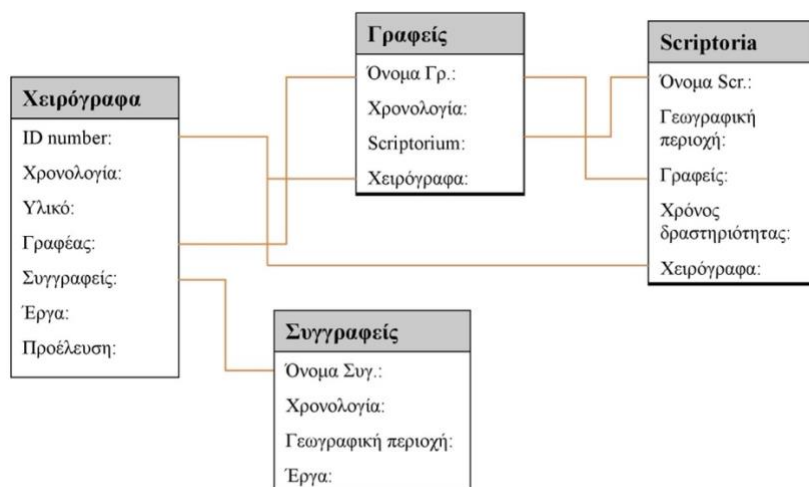 Χειρόγραφα
ID number:
Χρονολογία:
Υλικό:
Γραφέας:
Συγγραφείς:
Έργα:
Προέλευση:
Γραφείς
Όνομα Γρ.:
Χρονολογία:
Scriptorium:
Χειρόγραφα:
Scriptoria
Όνομα Scr.:
Γεωγραφική
περιοχή:
Γραφείς:
Χρόνος
δραστηριότητας:
Χειρόγραφα:
Συγγραφείς
Όνομα Συγ.:
Χρονολογία:
Γεωγραφική περιοχή:
Έργα: